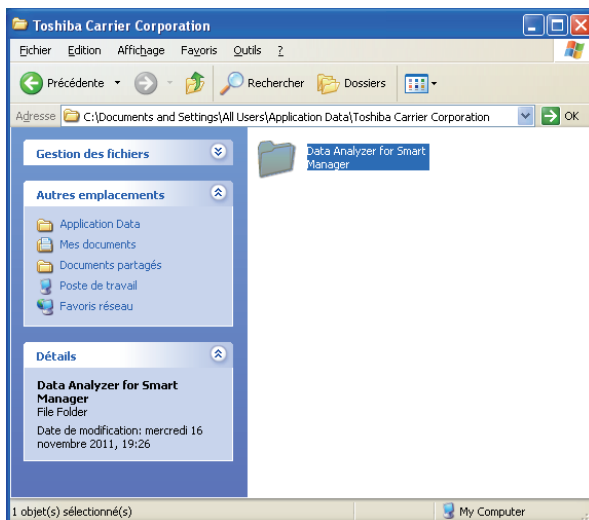 Toshiba Carrier Corporation
Fichier Edition Affichage Favoris Outils ?
Précédente Rechercher Dossiers
Adresse C:\Documents and Settings\All Users\Application Data\Toshiba Carrier Corporation OK
Gestion des fichiers
Autres emplacements
Application Data
Mes documents
Documents partagés
Poste de travail
Favoris réseau
Détails
Data Analyzer for Smart
Manager
File Folder
Date de modification: mercredi 16
novembre 2011, 19:26
Data Analyzer for Smart
Manager
1 objet(s) sélectionné(s) My Computer